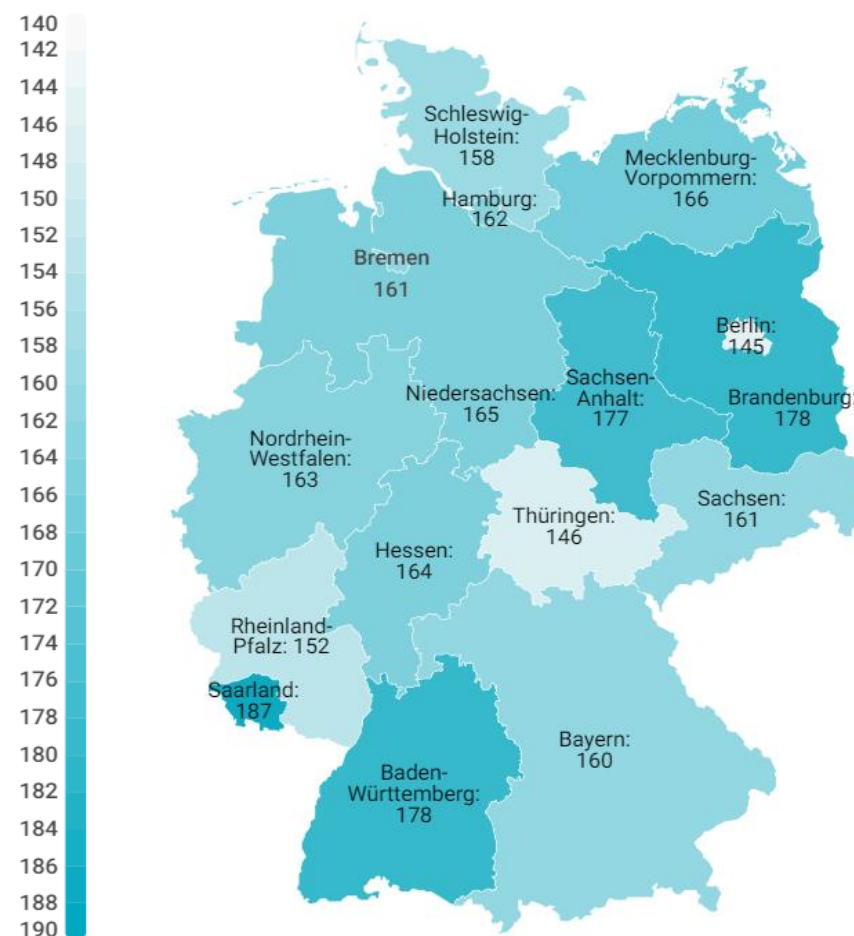 140
142
144
146
148
150
152
154
156
158
160
162
164
166
168
170
172
174
176
178
180
182
184
186
188
190
Schleswig-
Holstein:
158
Mecklenburg-
Vorpommern:
166
Hamburg:
162
Bremen
161
Berlin:
145
Niedersachsen:
165
Sachsen-
Anhalt:
177
Brandenburg:
178
Nordrhein-
Westfalen:
163
Sachsen:
161
Thüringen:
146
Hessen:
164
Rheinland-
Pfalz: 152
Saarland:
187
Bayern:
160
Baden-
Württemberg:
178